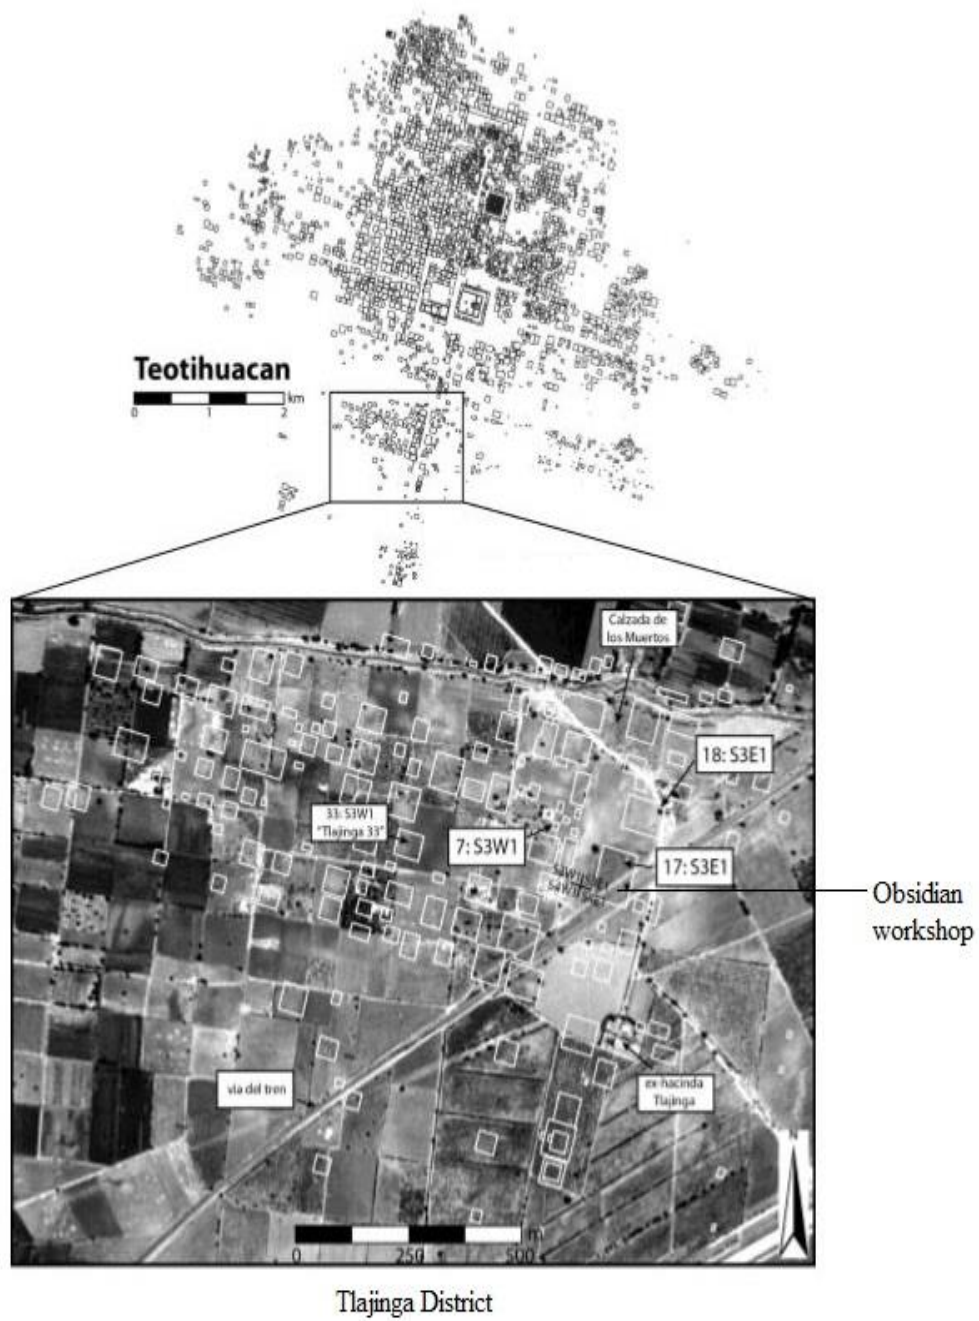 Teotihuacan
km
0 1 2
Calzada de
los Muertos
18: S3E1
33: S3W1
"Tlajinga 33"
7: S3W1
17: S3E1
Obsidian
workshop
via del tren
ex-hacinda
Tlajinga
m
0 250 500
Tlajinga District